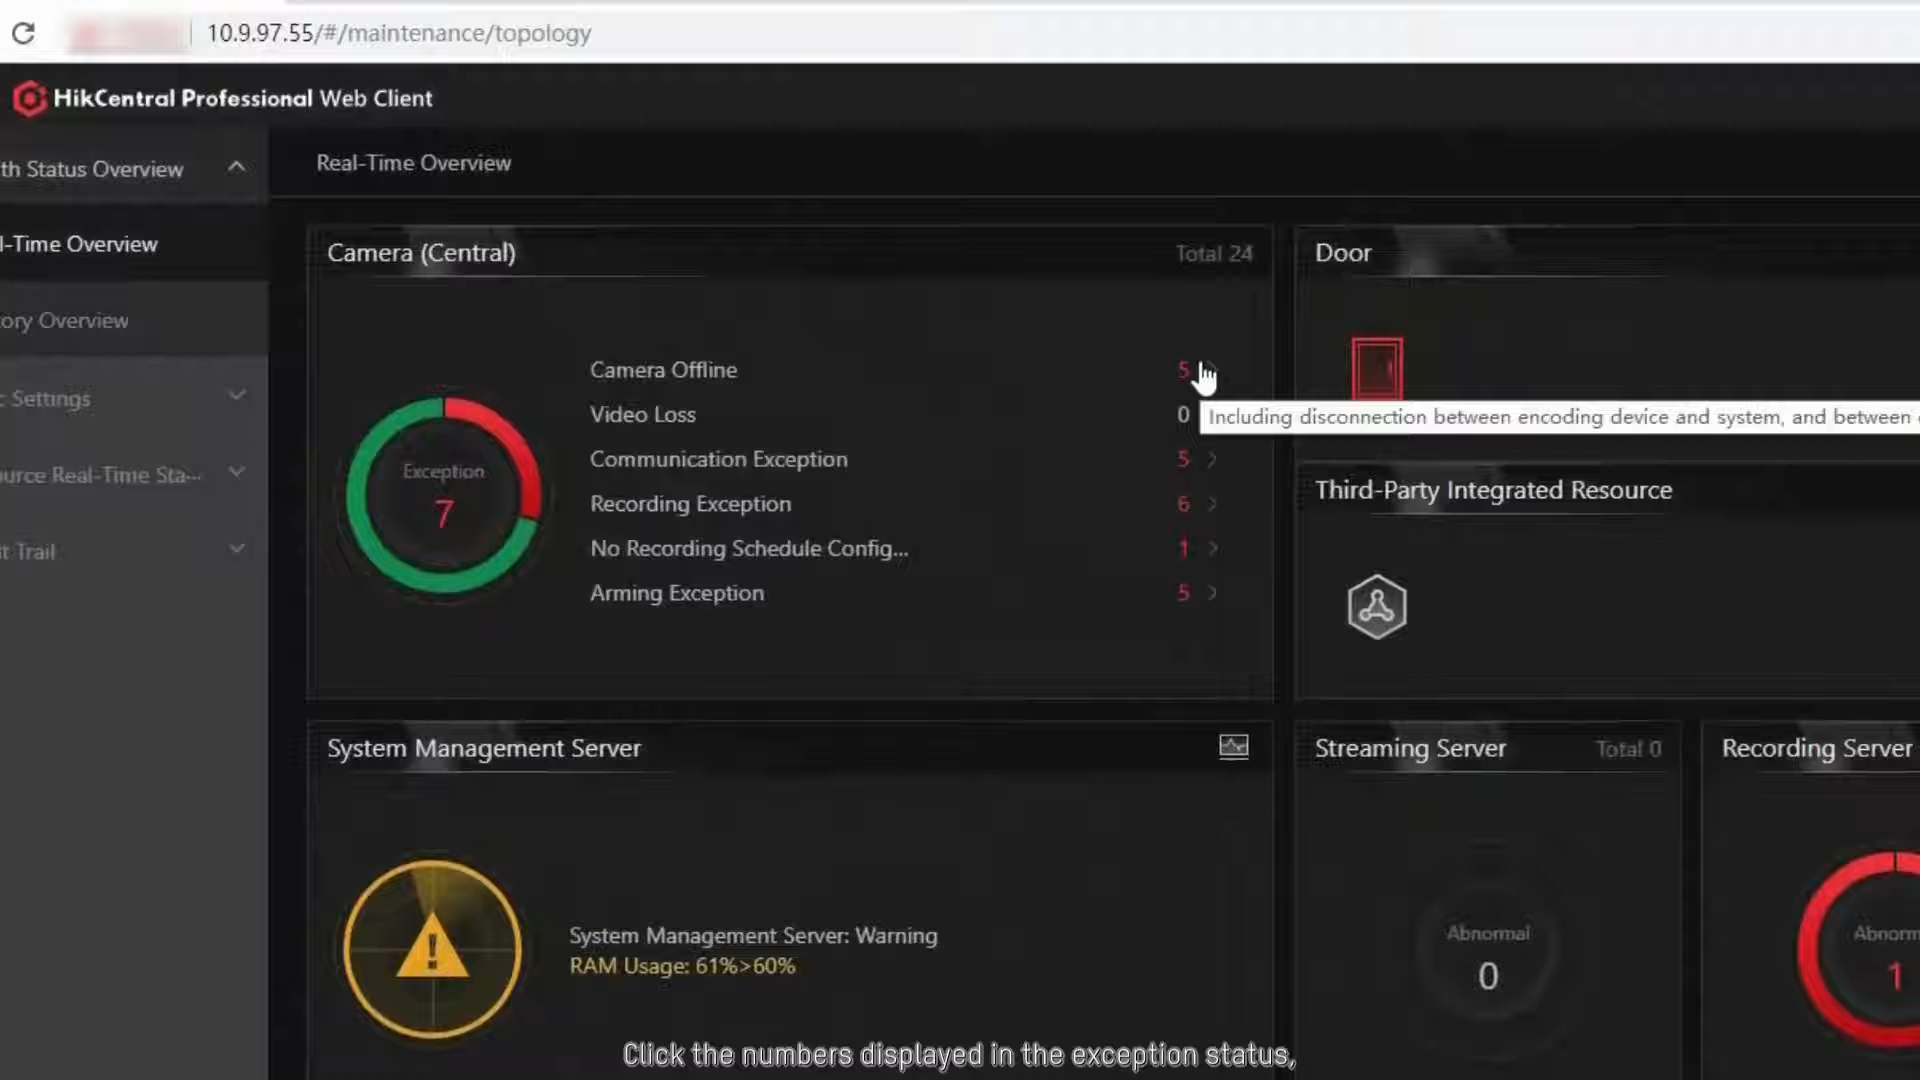 10.9.97.55/#/maintenance/topology
HikCentral Professional Web Client
th Status Overview
Real-Time Overview
l-Time Overview
Camera (Central)
Total 24
Door
ory Overview
Camera Offline
5
Video Loss
0
Including disconnection between encoding device and system, and between
Settings
Communication Exception
5
Exception
7
urce Real-Time Sta...
Recording Exception
6
Third-Party Integrated Resource
No Recording Schedule Config...
1
t Trail
Arming Exception
5
System Management Server
Streaming Server
Total 0
Recording Server
System Management Server: Warning
RAM Usage: 61%>60%
Abnormal
0
Abnorm
1
Click the numbers displayed in the exception status,